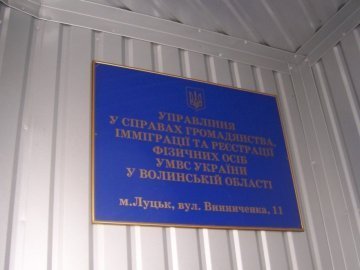 УПРАВЛІННЯ
У СПРАВАХ ГРОМАДЯНСТВА,
ІММІГРАЦІЇ ТА РЕЄСТРАЦІЇ
ФІЗИЧНИХ ОСІБ
УМВС УКРАЇНИ
У ВОЛИНСЬКІЙ ОБЛАСТІ
м.Луцьк, вул. Винниченка, 11